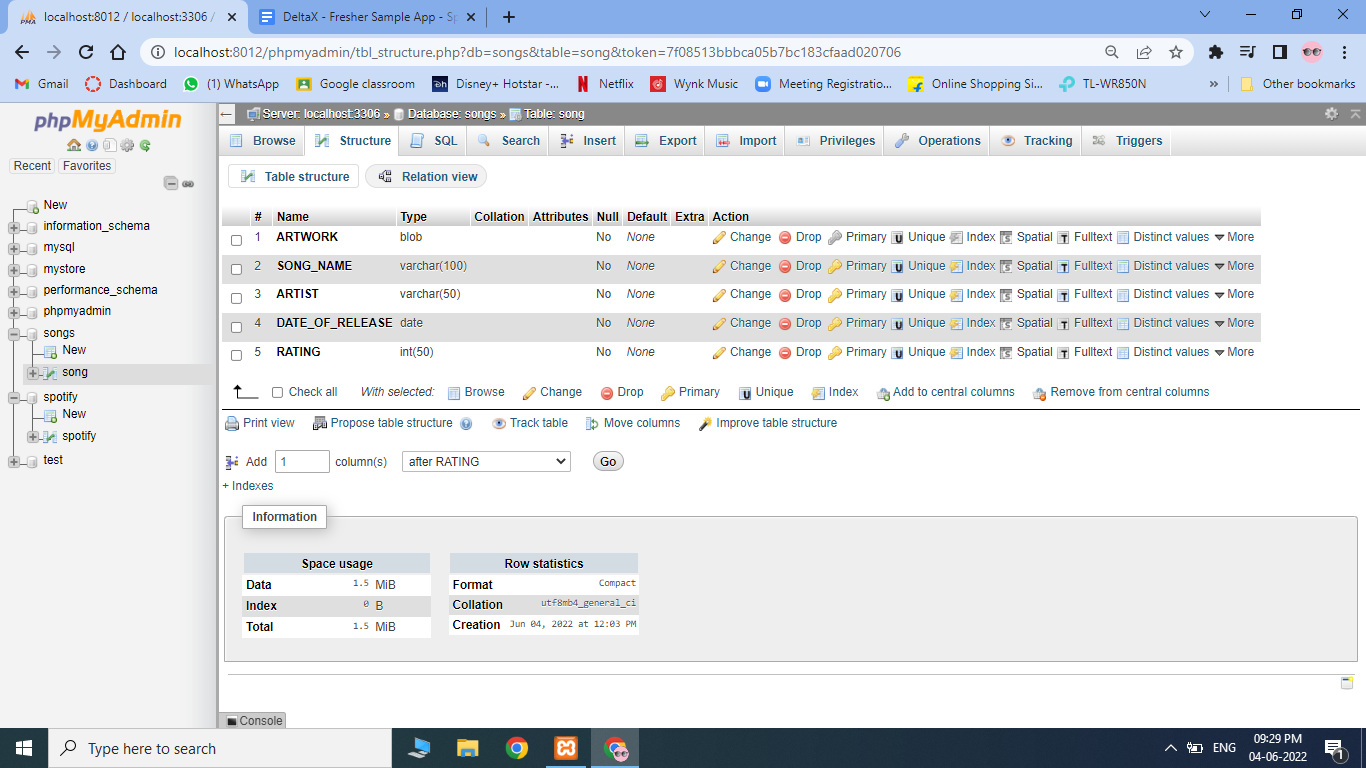 localhost:8012 / localhost:3306 /
DeltaX - Fresher Sample App - Sp
localhost:8012/phpmyadmin/tbl_structure.php?db=songs&table=song&token=7f08513bbbca05b7bc183cfaad020706
Gmail Dashboard (1) WhatsApp Google classroom Disney+ Hotstar -... Netflix Wynk Music Meeting Registratio... Online Shopping Si... TL-WR850N » Other bookmarks
phpMyAdmin
Recent Favorites
New
information_schema
mysql
mystore
performance_schema
phpmyadmin
songs
New
song
spotify
New
spotify
test
Server: localhost:3306 » Database: songs » Table: song
Browse Structure SQL Search Insert Export Import Privileges Operations Tracking Triggers
Table structure Relation view
# Name Type Collation Attributes Null Default Extra Action
1 ARTWORK blob No None Change Drop Primary Unique Index Spatial Fulltext Distinct values More
2 SONG_NAME varchar(100) No None Change Drop Primary Unique Index Spatial Fulltext Distinct values More
3 ARTIST varchar(50) No None Change Drop Primary Unique Index Spatial Fulltext Distinct values More
4 DATE_OF_RELEASE date No None Change Drop Primary Unique Index Spatial Fulltext Distinct values More
5 RATING int(50) No None Change Drop Primary Unique Index Spatial Fulltext Distinct values More
Check all With selected: Browse Change Drop Primary Unique Index Add to central columns Remove from central columns
Print view Propose table structure Track table Move columns Improve table structure
Add 1 column(s) after RATING Go
+ Indexes
Information
Space usage
Data 1.5 MiB
Index 0 B
Total 1.5 MiB
Row statistics
Format Compact
Collation utf8mb4_general_ci
Creation Jun 04, 2022 at 12:03 PM
Console
Type here to search
ENG
09:29 PM
04-06-2022
1